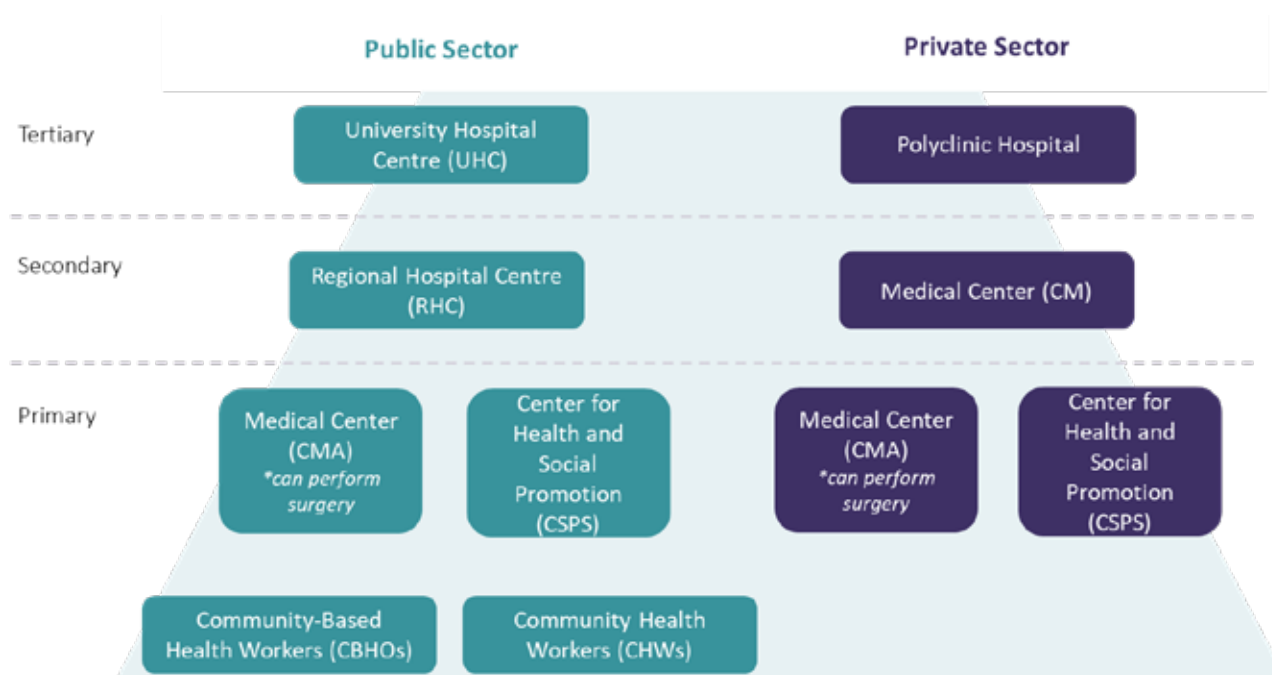 Public Sector
Private Sector
Tertiary
University Hospital
Centre (UHC)
Polyclinic Hospital
Secondary
Regional Hospital Centre
(RHC)
Medical Center (CM)
Primary
Medical Center
(CMA)
*can perform
surgery
Center for
Health and
Social
Promotion
(CSPS)
Medical Center
(CMA)
*can perform
surgery
Center for
Health and
Social
Promotion
(CSPS)
Community-Based
Health Workers (CBHOs)
Community Health
Workers (CHWs)